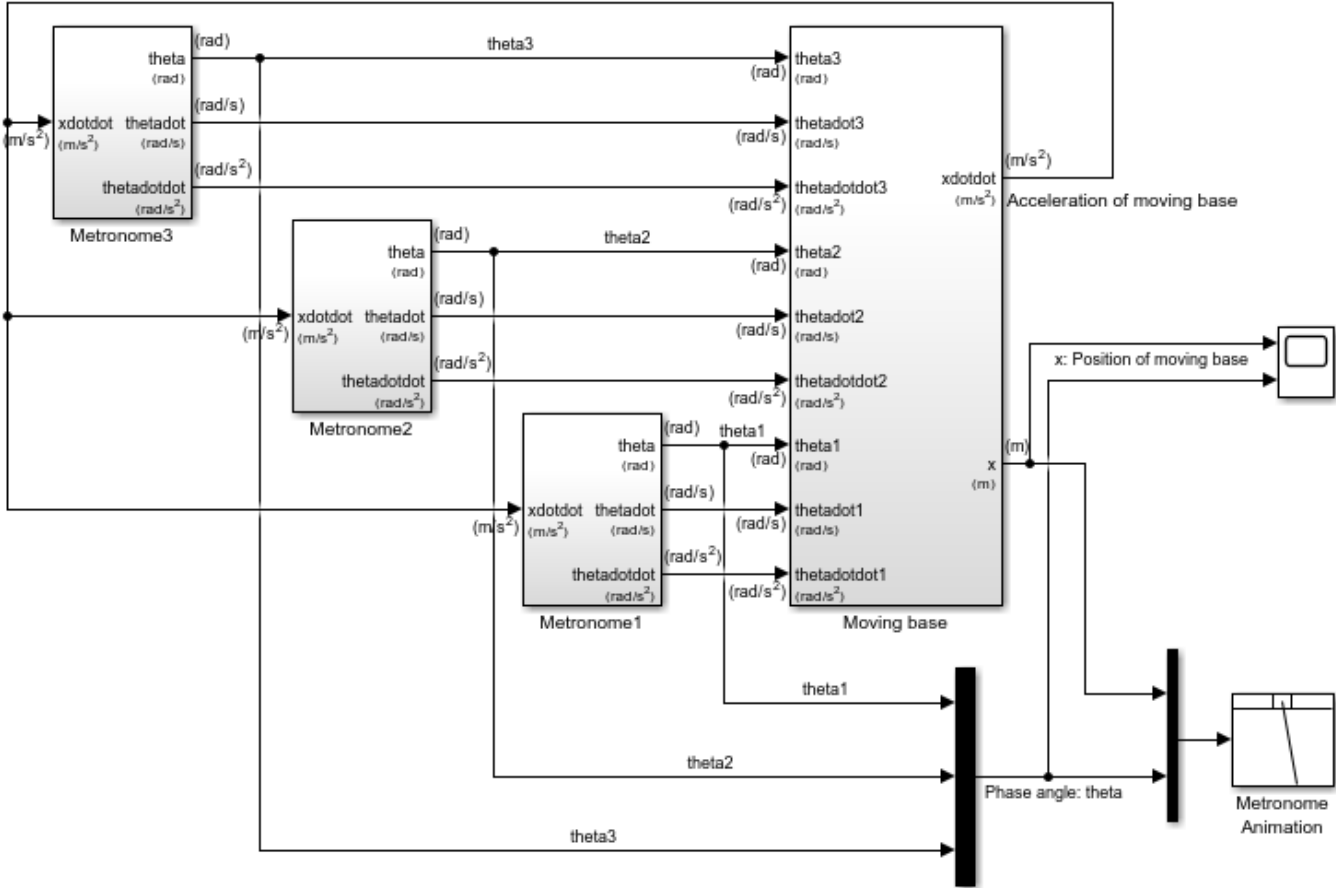 (rad)
theta3
theta
(rad)
(rad)
theta3
(rad)
(rad/s)
(m/s²)
xdotdot
(m/s²)
thetadot
(rad/s)
(rad/s)
thetadot3
(rad/s)
(rad/s²)
thetadotdot
(rad/s²)
(rad/s²)
thetadotdot3
(rad/s²)
Metronome3
xdotdot
(m/s²)
(m/s²)
Acceleration of moving base
(rad)
theta2
theta
(rad)
(rad)
theta2
(rad)
(rad/s)
(m/s²)
xdotdot
(m/s²)
thetadot
(rad/s)
(rad/s)
thetadot2
(rad/s)
(rad/s²)
thetadotdot
(rad/s²)
(rad/s²)
thetadotdot2
(rad/s²)
Metronome2
x: Position of moving base
(rad)
theta1
theta
(rad)
(rad)
theta1
(rad)
x
(m)
(m)
(rad/s)
(m/s²)
xdotdot
(m/s²)
thetadot
(rad/s)
(rad/s)
thetadot1
(rad/s)
(rad/s²)
thetadotdot
(rad/s²)
(rad/s²)
thetadotdot1
(rad/s²)
Metronome1
Moving base
theta1
theta2
Phase angle: theta
theta3
Metronome
Animation